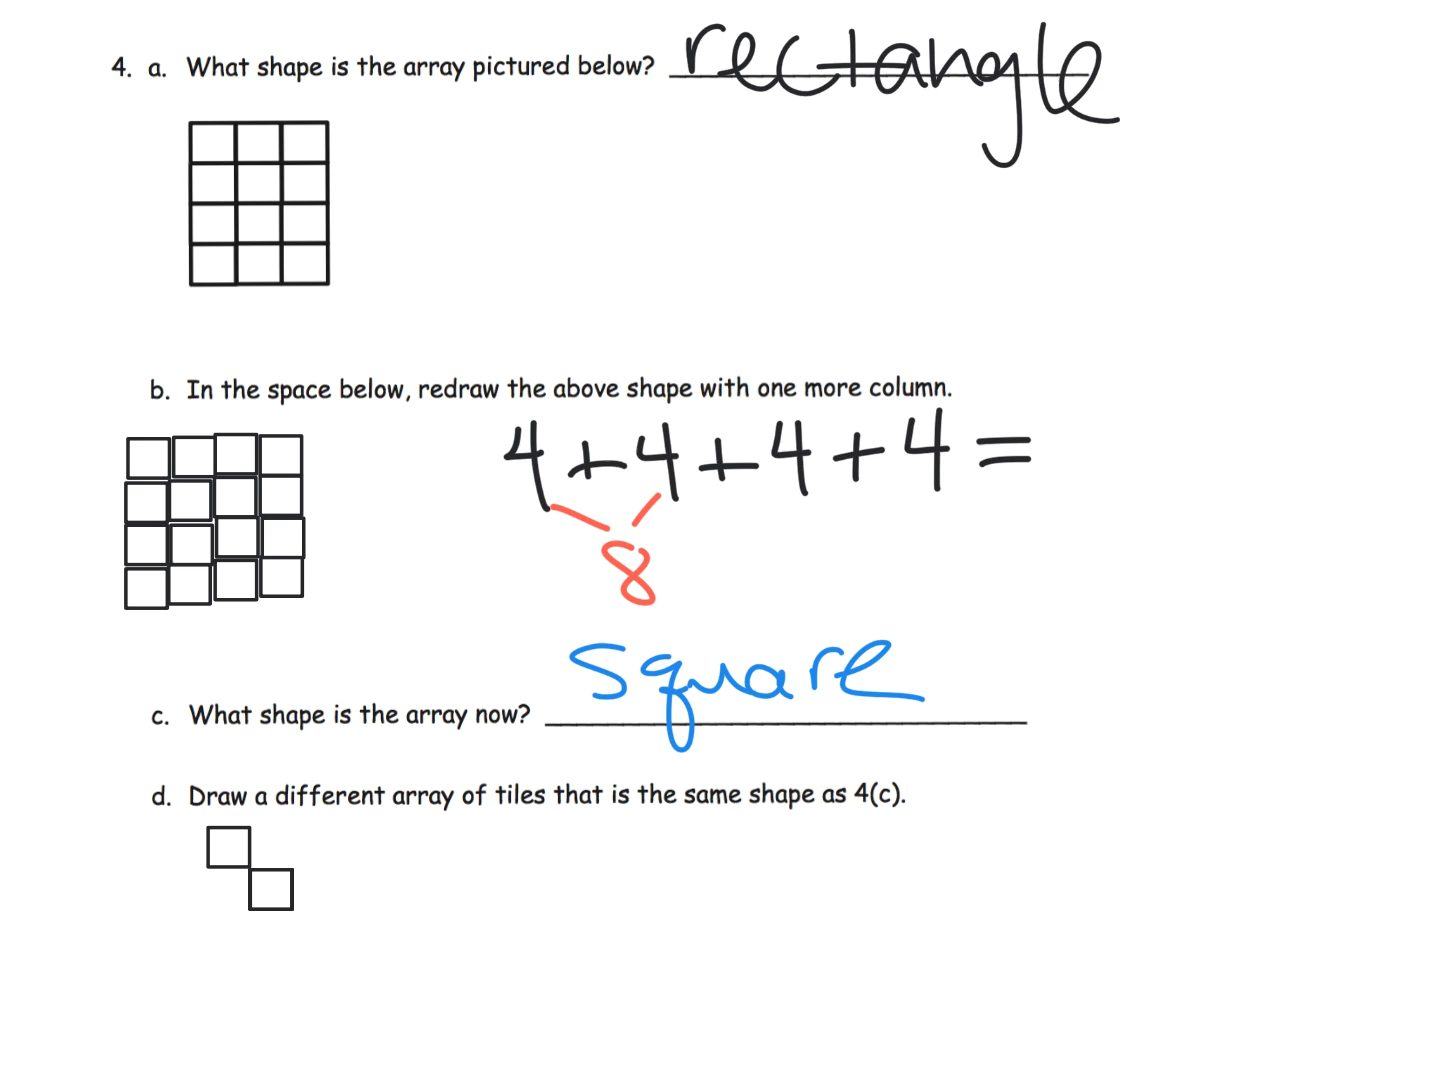 4. a. What shape is the array pictured below? rectangle
b. In the space below, redraw the above shape with one more column.
4+4+4+4=
8
square
c. What shape is the array now?
d. Draw a different array of tiles that is the same shape as 4(c).